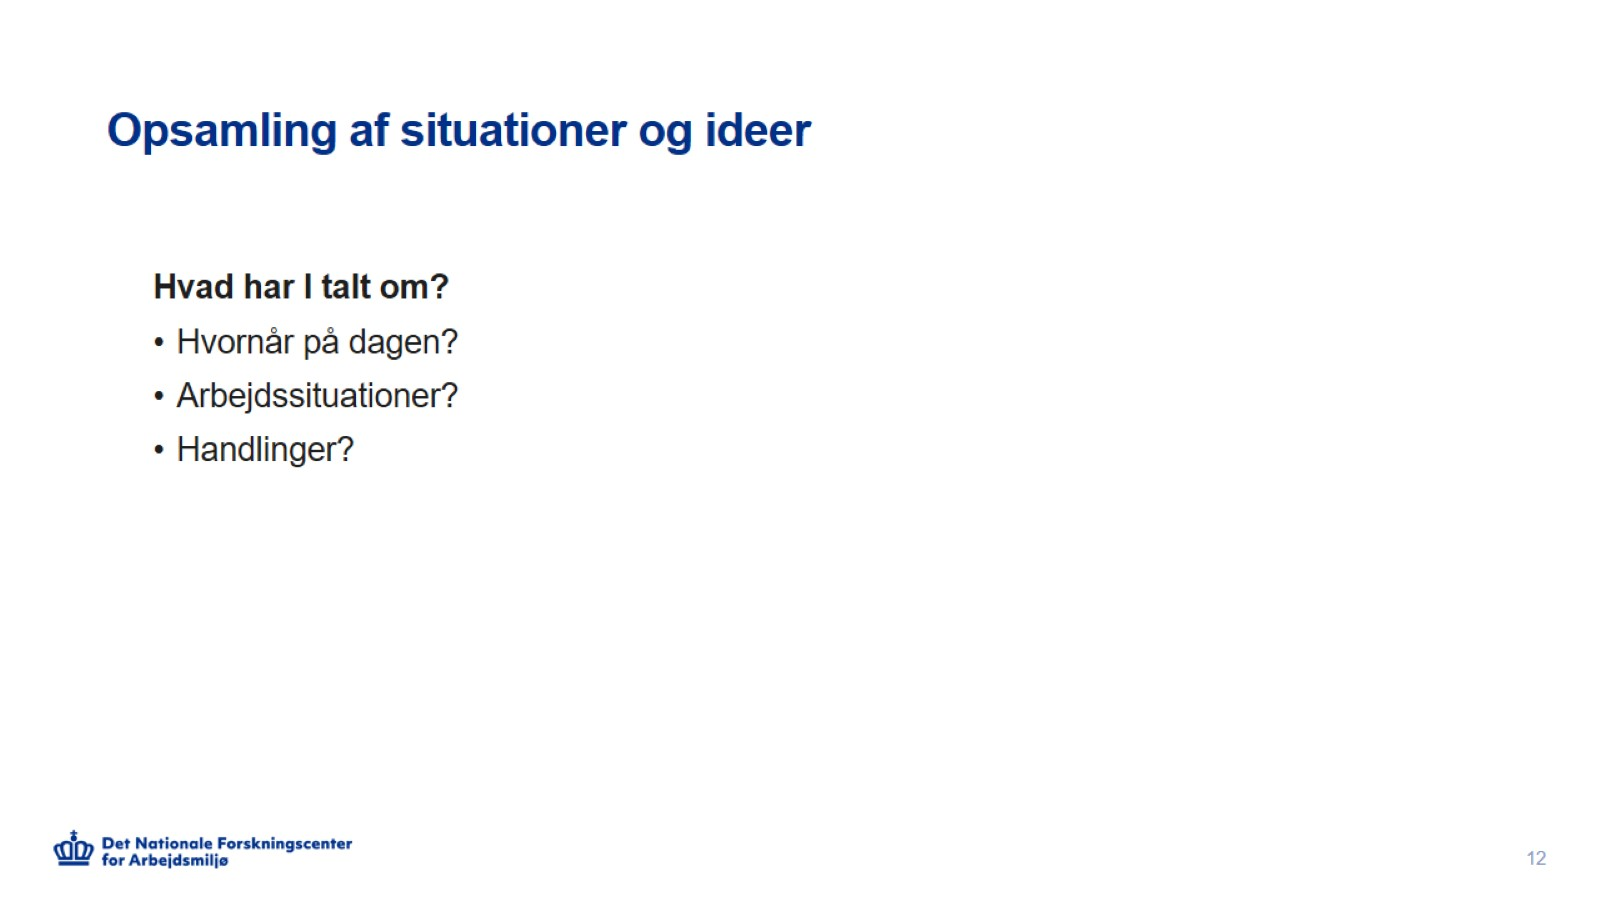 Opsamling af situationer og ideer
Hvad har I talt om?
• Hvornår på dagen?
• Arbejdssituationer?
• Handlinger?
Det Nationale Forskningscenter
for Arbejdsmiljø
12